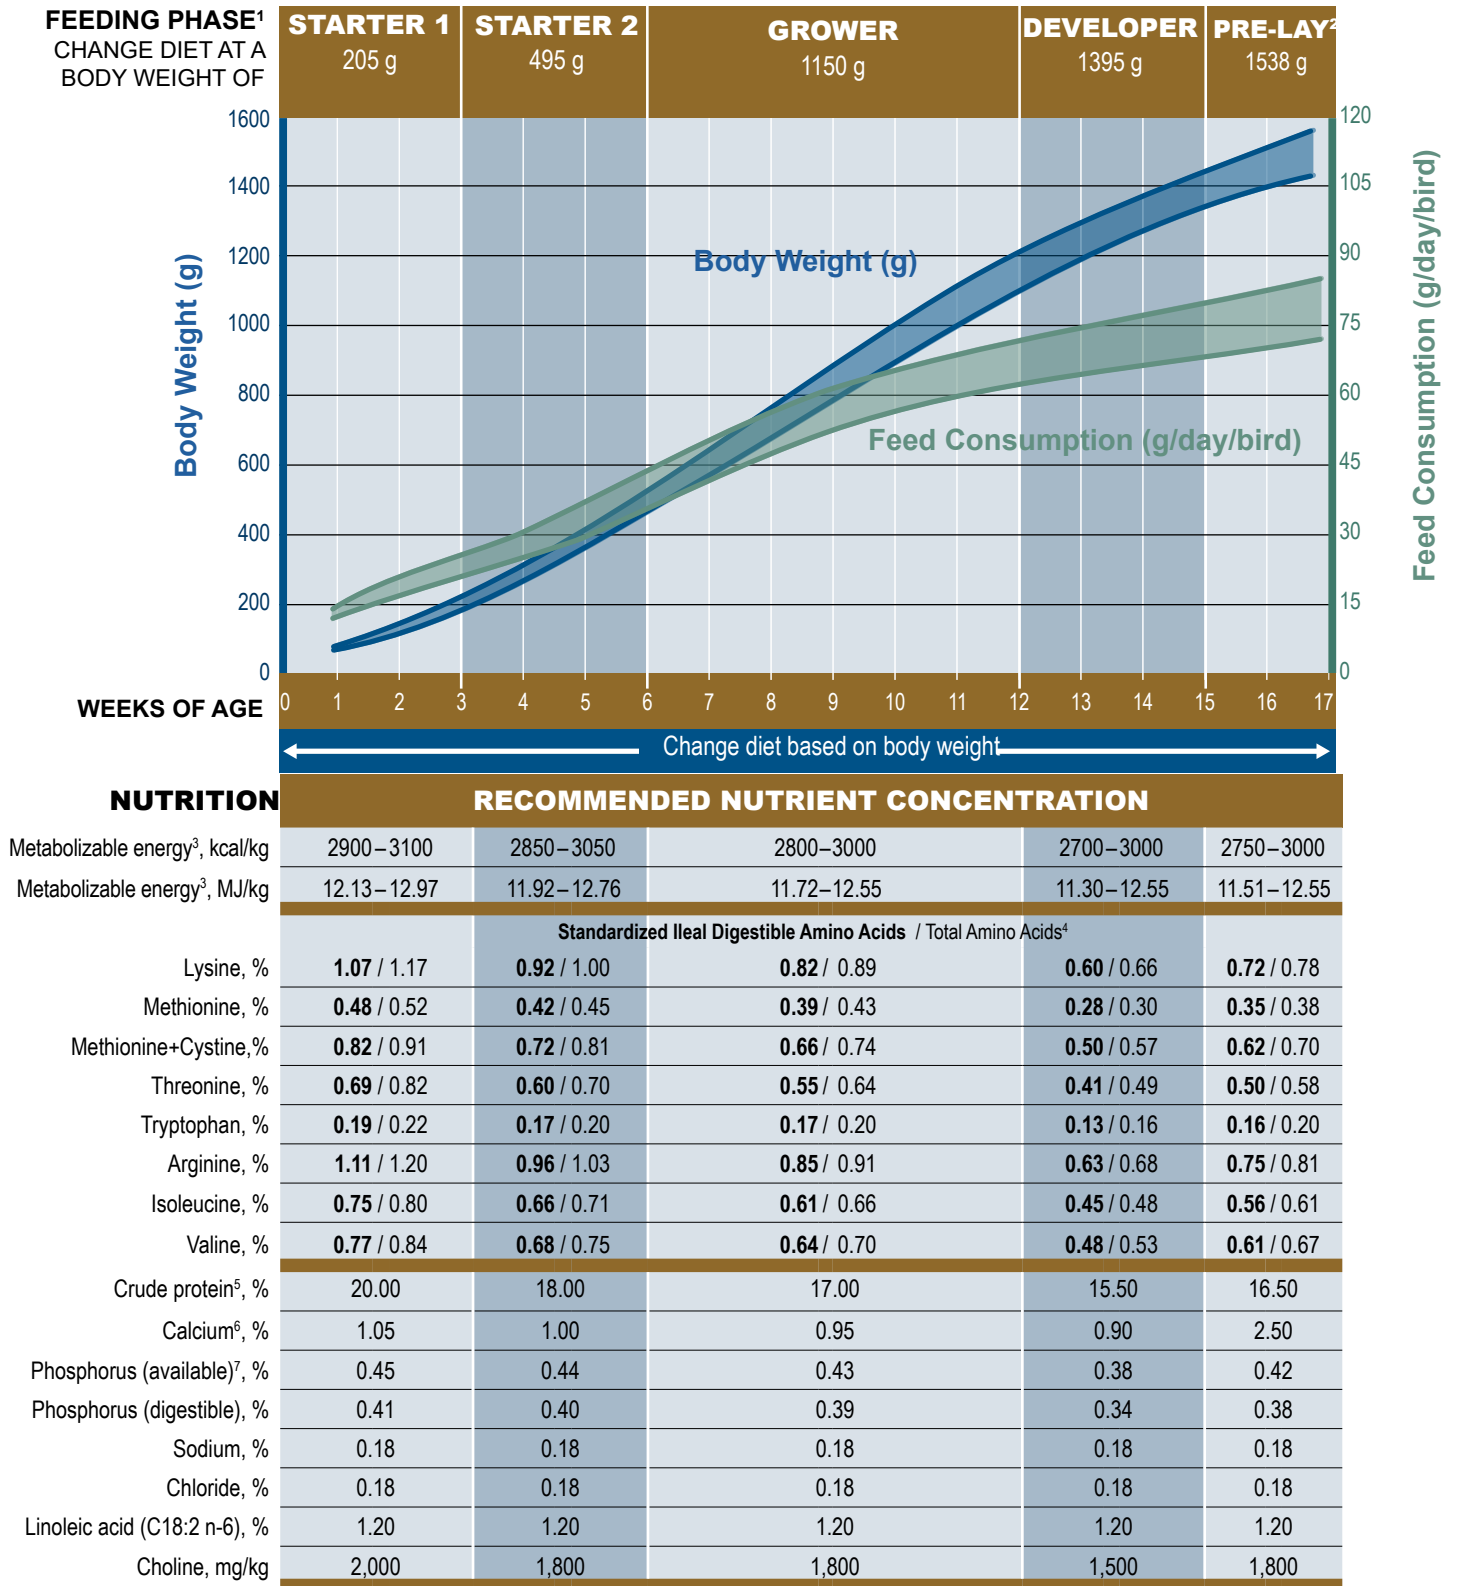 FEEDING PHASE¹
CHANGE DIET AT A
BODY WEIGHT OF
STARTER 1
205 g
STARTER 2
495 g
GROWER
1150 g
DEVELOPER
1395 g
PRE-LAY²
1538 g
Body Weight (g)
1600
1400
1200
1000
800
600
400
200
0
Body Weight (g)
Feed Consumption (g/day/bird)
120
105
90
75
60
45
30
15
0
Feed Consumption (g/day/bird)
WEEKS OF AGE 0 1 2 3 4 5 6 7 8 9 10 11 12 13 14 15 16 17
Change diet based on body weight
NUTRITION RECOMMENDED NUTRIENT CONCENTRATION
Metabolizable energy³, kcal/kg 2900–3100 2850–3050 2800–3000 2700–3000 2750–3000
Metabolizable energy³, MJ/kg 12.13–12.97 11.92–12.76 11.72–12.55 11.30–12.55 11.51–12.55
Standardized Ileal Digestible Amino Acids / Total Amino Acids⁴
Lysine, % 1.07 / 1.17 0.92 / 1.00 0.82 / 0.89 0.60 / 0.66 0.72 / 0.78
Methionine, % 0.48 / 0.52 0.42 / 0.45 0.39 / 0.43 0.28 / 0.30 0.35 / 0.38
Methionine+Cystine,% 0.82 / 0.91 0.72 / 0.81 0.66 / 0.74 0.50 / 0.57 0.62 / 0.70
Threonine, % 0.69 / 0.82 0.60 / 0.70 0.55 / 0.64 0.41 / 0.49 0.50 / 0.58
Tryptophan, % 0.19 / 0.22 0.17 / 0.20 0.17 / 0.20 0.13 / 0.16 0.16 / 0.20
Arginine, % 1.11 / 1.20 0.96 / 1.03 0.85 / 0.91 0.63 / 0.68 0.75 / 0.81
Isoleucine, % 0.75 / 0.80 0.66 / 0.71 0.61 / 0.66 0.45 / 0.48 0.56 / 0.61
Valine, % 0.77 / 0.84 0.68 / 0.75 0.64 / 0.70 0.48 / 0.53 0.61 / 0.67
Crude protein⁵, % 20.00 18.00 17.00 15.50 16.50
Calcium⁶, % 1.05 1.00 0.95 0.90 2.50
Phosphorus (available)⁷, % 0.45 0.44 0.43 0.38 0.42
Phosphorus (digestible), % 0.41 0.40 0.39 0.34 0.38
Sodium, % 0.18 0.18 0.18 0.18 0.18
Chloride, % 0.18 0.18 0.18 0.18 0.18
Linoleic acid (C18:2 n-6), % 1.20 1.20 1.20 1.20 1.20
Choline, mg/kg 2,000 1,800 1,800 1,500 1,800